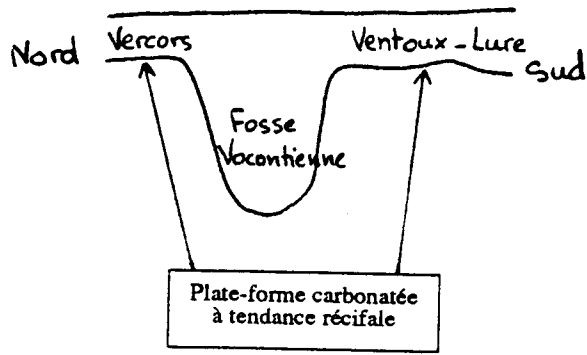 Nord
Vercors
Ventoux-Lure
Sud
Fosse
Vocontienne
Plate-forme carbonatée
à tendance récifale